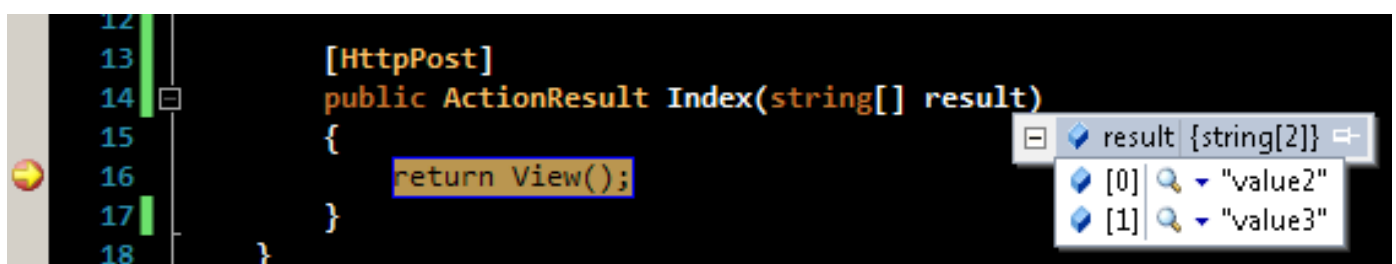 12
13 [HttpPost]
14 public ActionResult Index(string[] result)
15 {
result {string[2]}
16 return View();
[0] "value2"
17 }
[1] "value3"
18 }